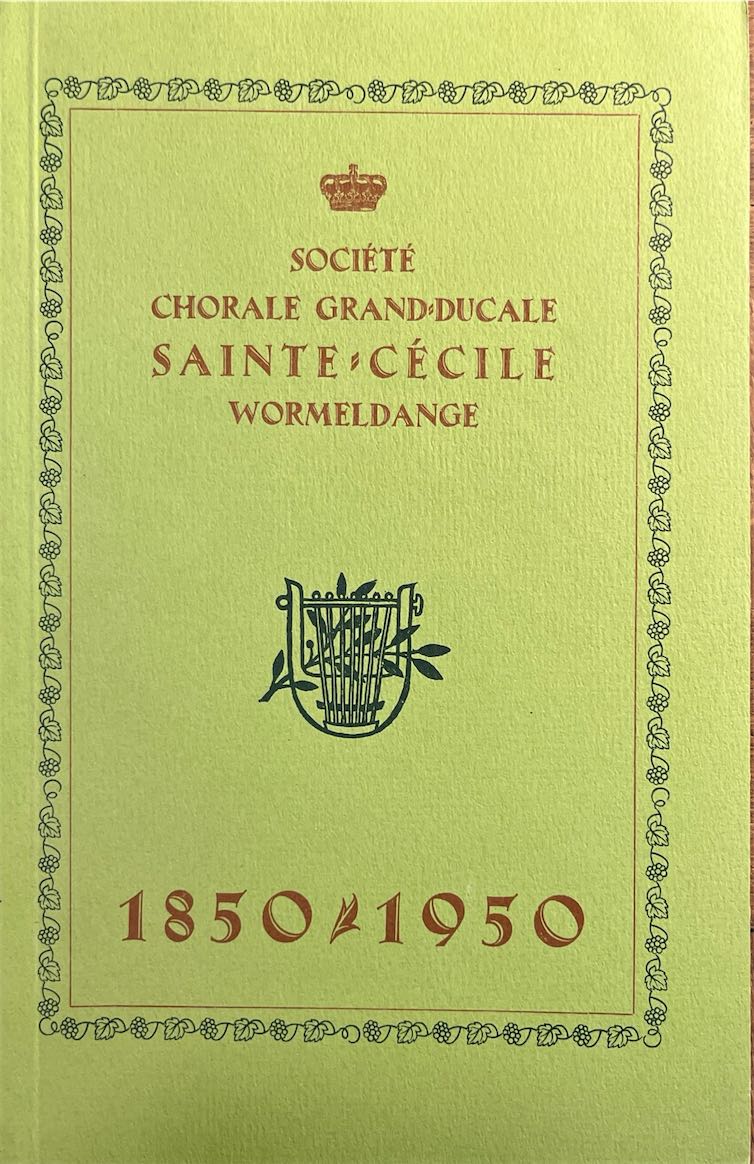 SOCIÉTÉ
CHORALE GRAND-DUCALE
SAINTE-CÉCILE
WORMELDANGE
1850-1950